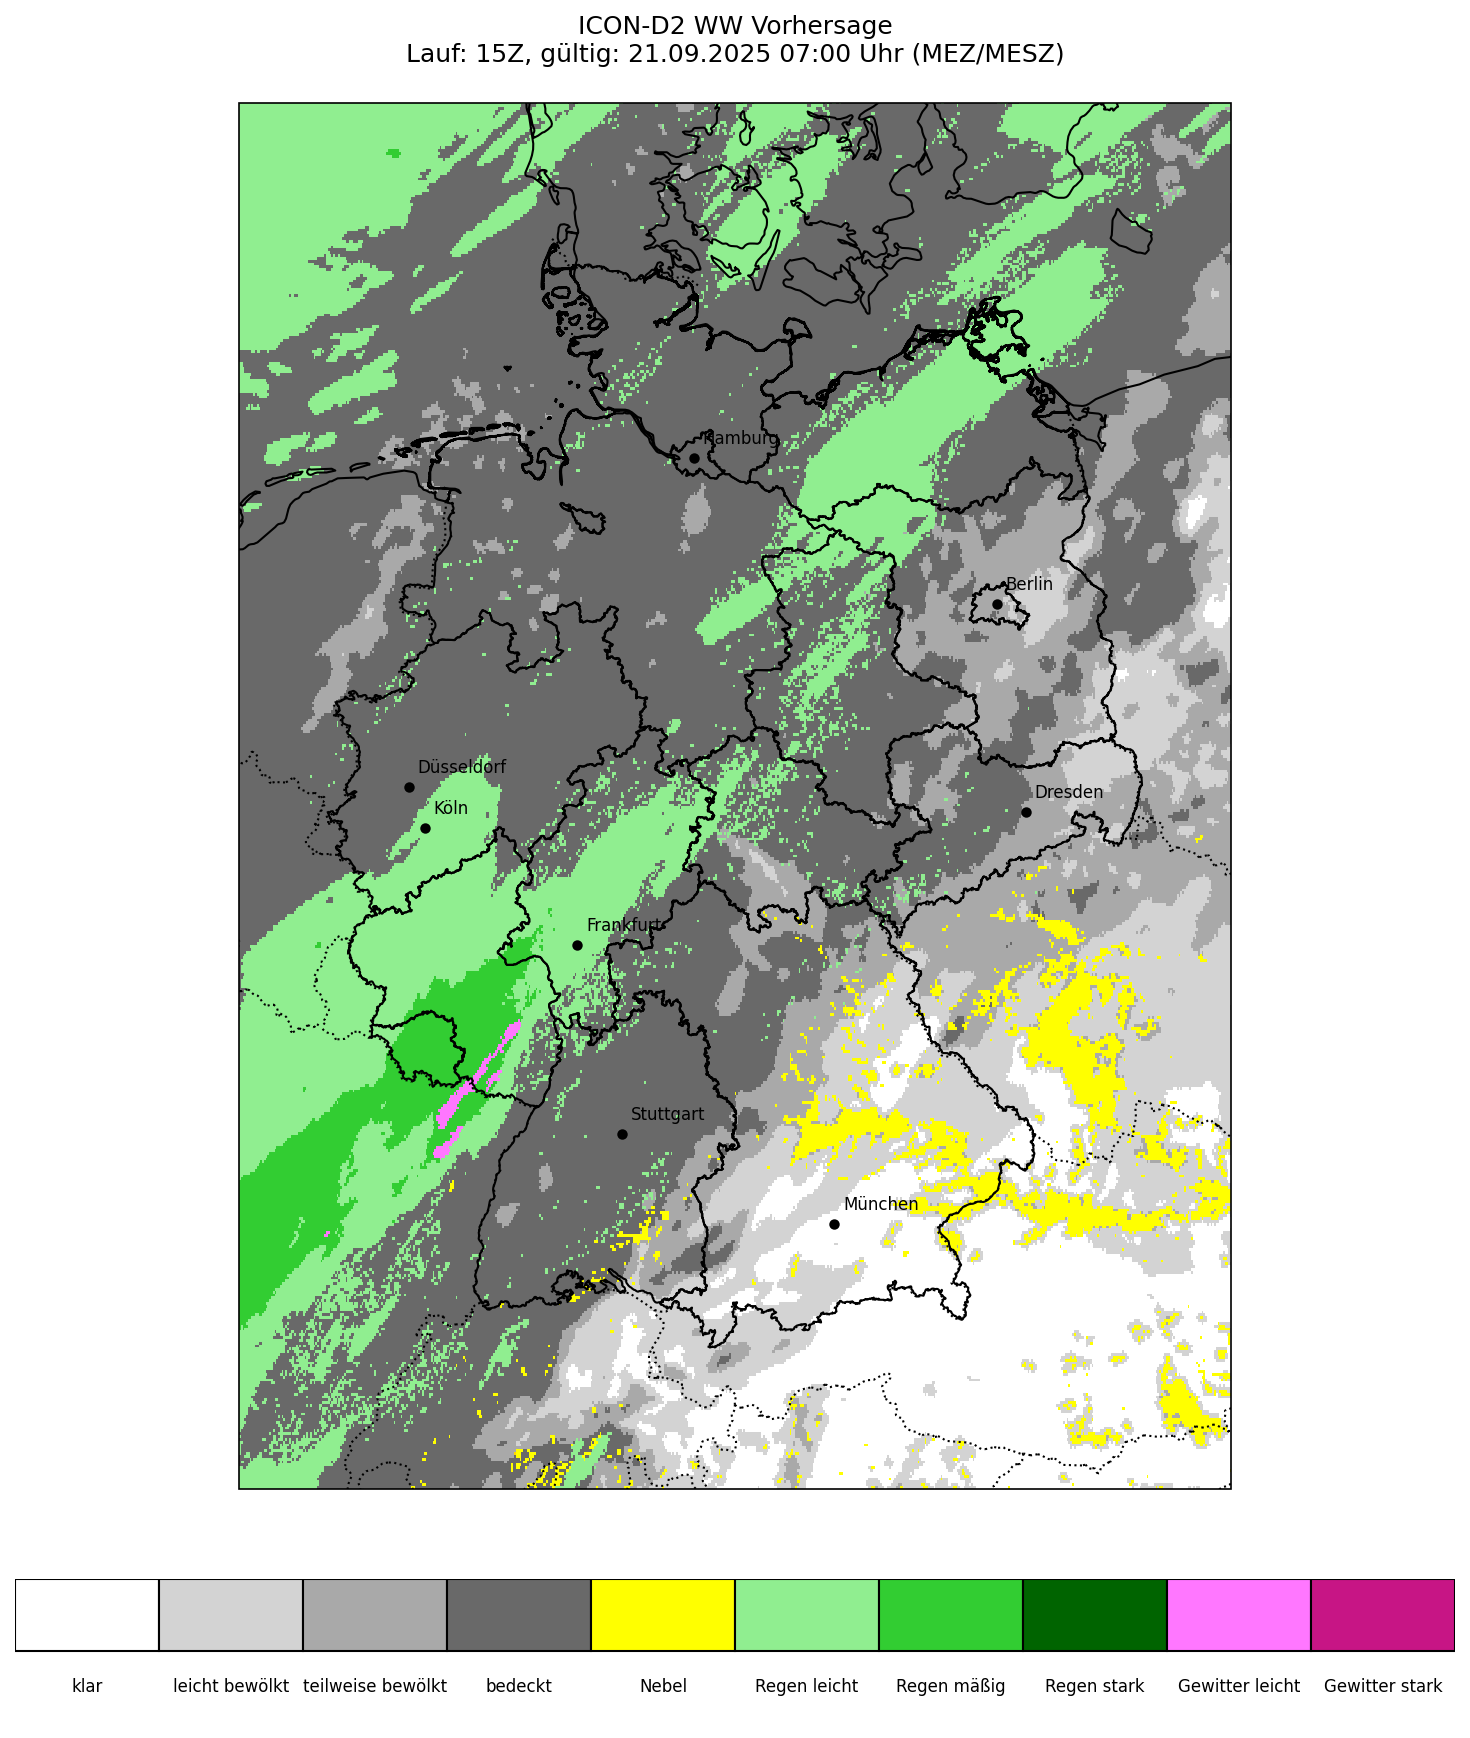 ICON-D2 WW Vorhersage
Lauf: 15Z, gültig: 21.09.2025 07:00 Uhr (MEZ/MESZ)
Hamburg
Berlin
Düsseldorf
Köln
Dresden
Frankfurt
Stuttgart
München
klar
leicht bewölkt
teilweise bewölkt
bedeckt
Nebel
Regen leicht
Regen mäßig
Regen stark
Gewitter leicht
Gewitter stark